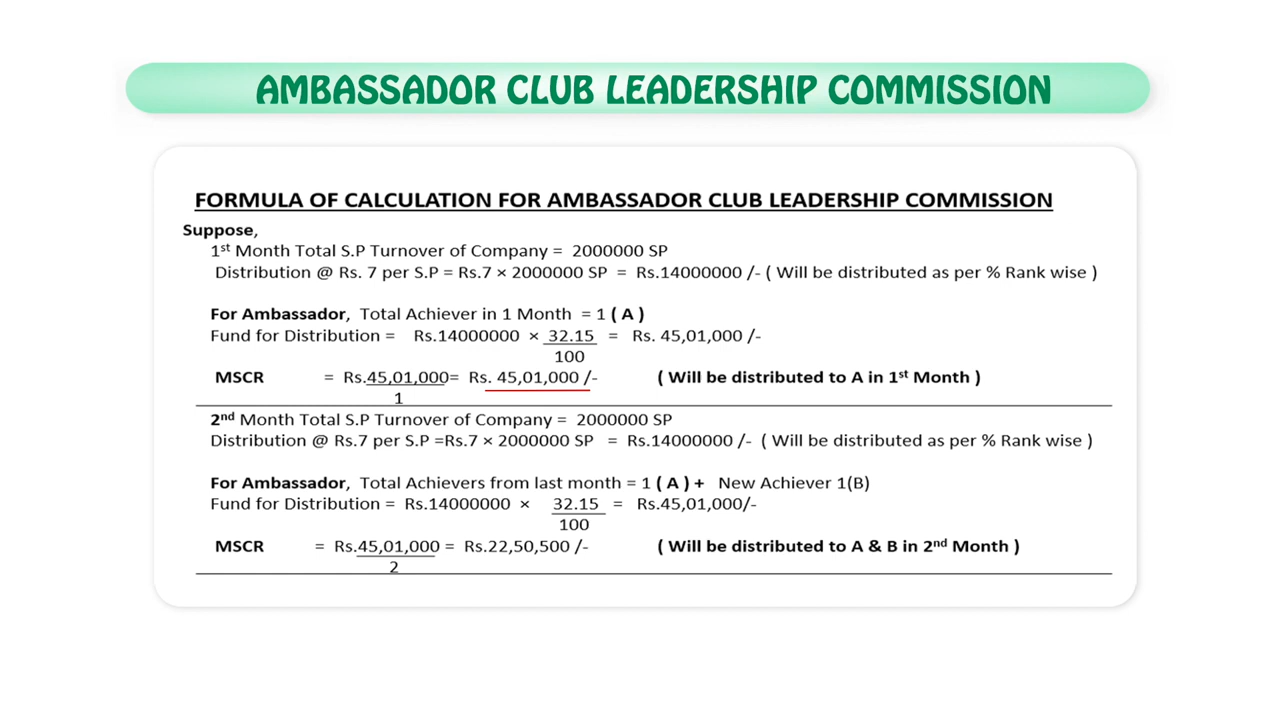 AMBASSADOR CLUB LEADERSHIP COMMISSION
FORMULA OF CALCULATION FOR AMBASSADOR CLUB LEADERSHIP COMMISSION
Suppose,
1st Month Total S.P Turnover of Company = 2000000 SP
Distribution @ Rs. 7 per S.P = Rs.7 × 2000000 SP = Rs.14000000 /- ( Will be distributed as per % Rank wise )
For Ambassador, Total Achiever in 1 Month = 1 ( A )
Fund for Distribution = Rs.14000000 × 32.15 = Rs. 45,01,000 /-
100
MSCR = Rs.45,01,000= Rs. 45,01,000 /- ( Will be distributed to A in 1st Month )
1
2nd Month Total S.P Turnover of Company = 2000000 SP
Distribution @ Rs.7 per S.P =Rs.7 × 2000000 SP = Rs.14000000 /- ( Will be distributed as per % Rank wise )
For Ambassador, Total Achievers from last month = 1 ( A ) + New Achiever 1(B)
Fund for Distribution = Rs.14000000 × 32.15 = Rs.45,01,000/-
100
MSCR = Rs.45,01,000 = Rs.22,50,500 /- ( Will be distributed to A & B in 2nd Month )
2